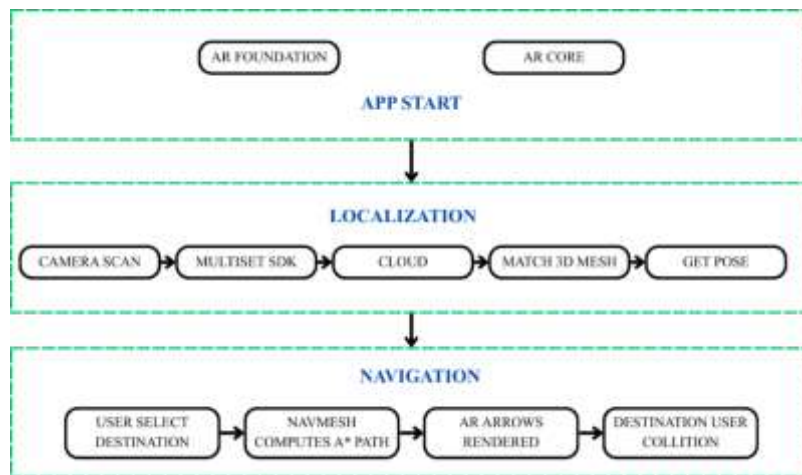 AR FOUNDATION
AR CORE
APP START
LOCALIZATION
CAMERA SCAN
MULTISET SDK
CLOUD
MATCH 3D MESH
GET POSE
NAVIGATION
USER SELECT
DESTINATION
NAVMESH
COMPUTES A* PATH
AR ARROWS
RENDERED
DESTINATION USER
COLLITION